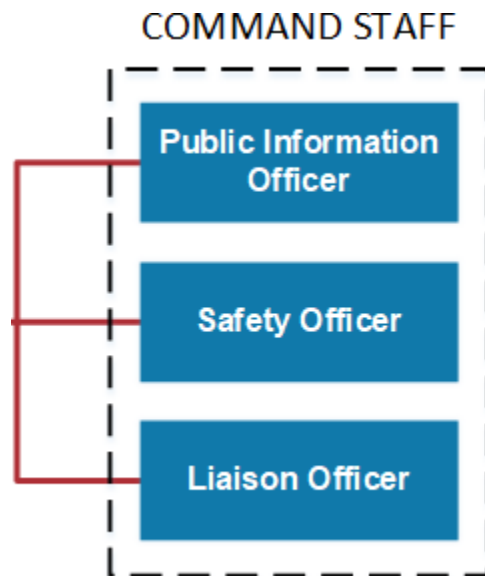 COMMAND STAFF
Public Information
Officer
Safety Officer
Liaison Officer